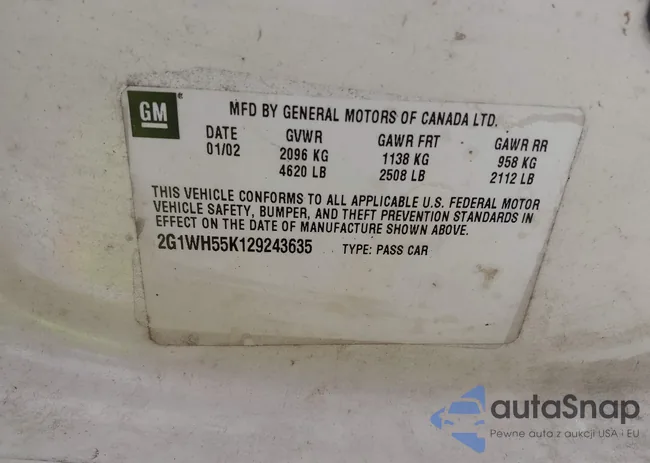 GM
MFD BY GENERAL MOTORS OF CANADA LTD.
DATE GVWR GAWR FRT GAWR RR
01/02 2096 KG 1138 KG 958 KG
4620 LB 2508 LB 2112 LB
THIS VEHICLE CONFORMS TO ALL APPLICABLE U.S. FEDERAL MOTOR
VEHICLE SAFETY, BUMPER, AND THEFT PREVENTION STANDARDS IN
EFFECT ON THE DATE OF MANUFACTURE SHOWN ABOVE.
2G1WH55K129243635 TYPE: PASS CAR
autaSnap
Pewne auta z aukcji USA i EU